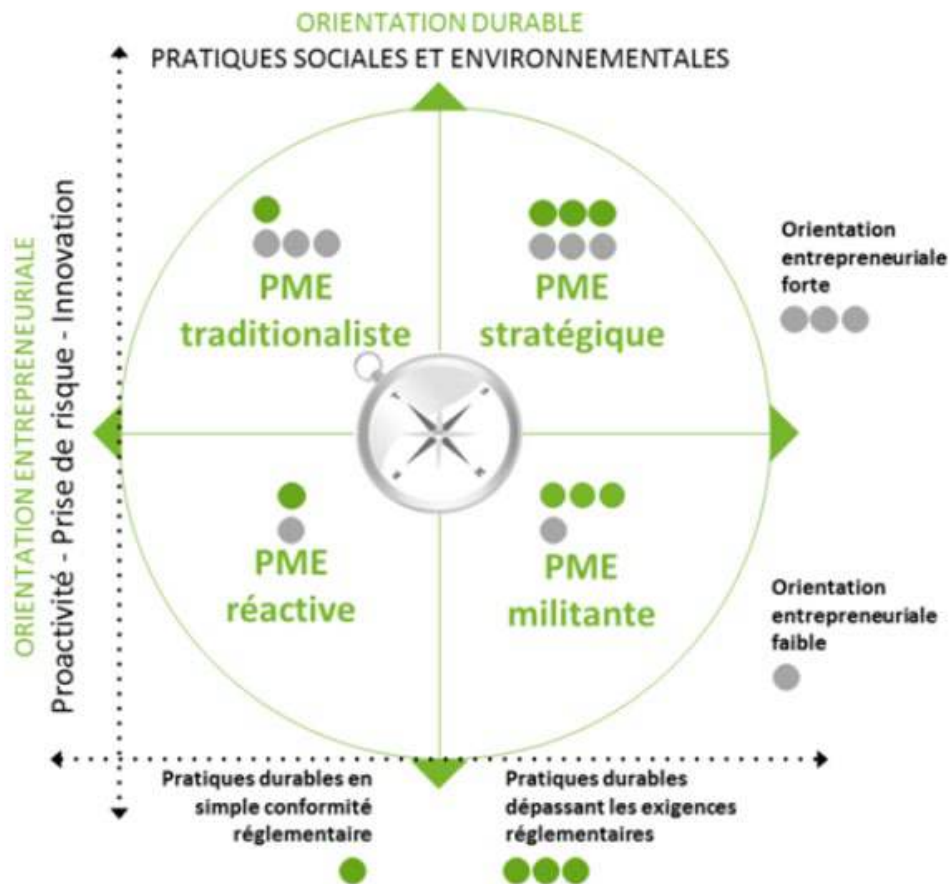 ORIENTATION DURABLE
PRATIQUES SOCIALES ET ENVIRONNEMENTALES
ORIENTATION ENTREPRENEURIALE
Proactivité - Prise de risque - Innovation
PME
traditionaliste
PME
stratégique
Orientation
entrepreneuriale
forte
PME
réactive
PME
militante
Orientation
entrepreneuriale
faible
Pratiques durables en
simple conformité
réglementaire
Pratiques durables
dépassant les exigences
réglementaires